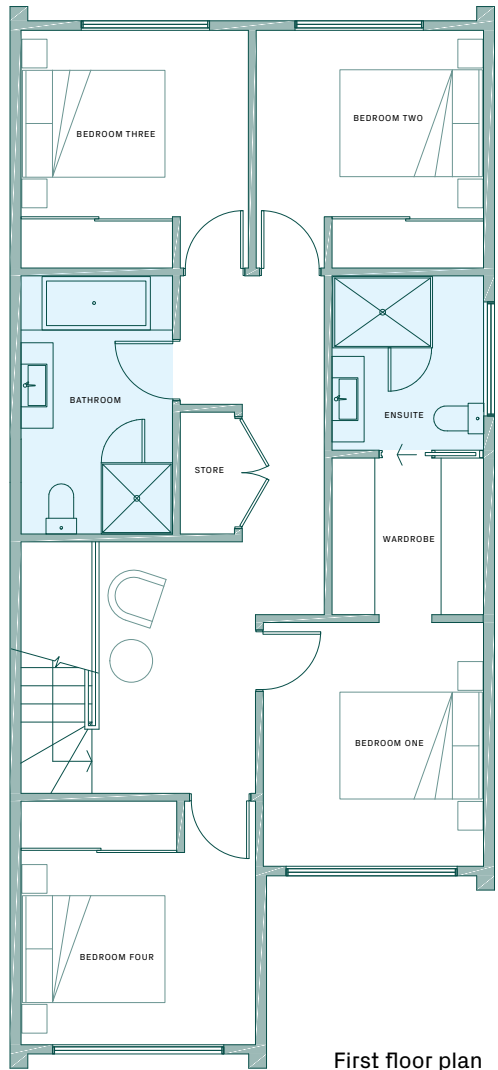 BEDROOM THREE
BEDROOM TWO
BATHROOM
ENSUITE
STORE
WARDROBE
BEDROOM ONE
BEDROOM FOUR
First floor plan